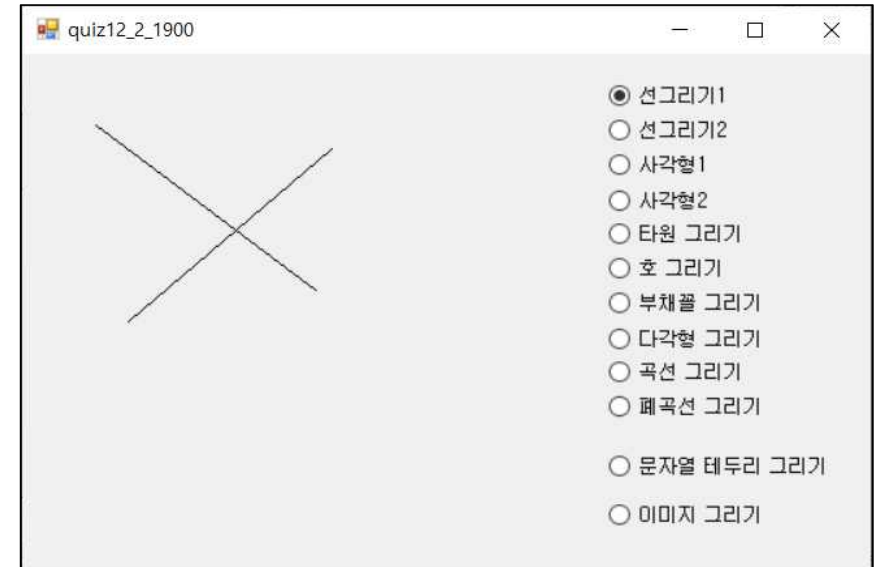 quiz12_2_1900
선그리기1
선그리기2
사각형1
사각형2
타원 그리기
호 그리기
부채꼴 그리기
다각형 그리기
곡선 그리기
폐곡선 그리기
문자열 테두리 그리기
이미지 그리기